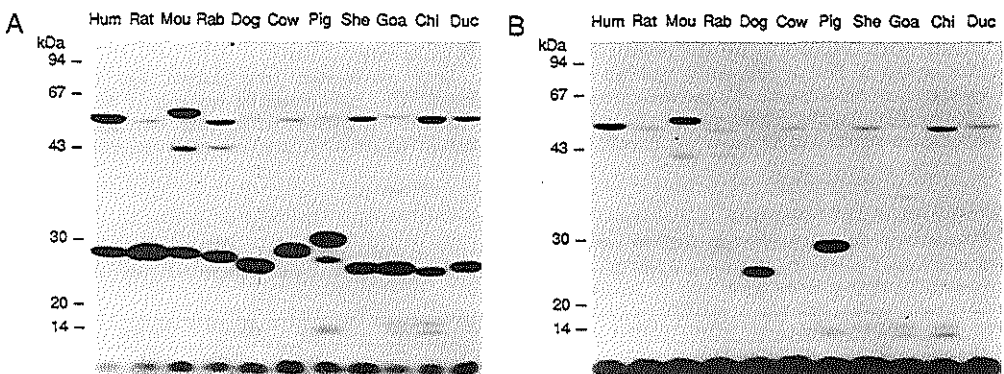 A
Hum Rat Mou Rab Dog Cow Pig She Goa Chi Duc
kDa
94 –
67 –
43 –
30 –
20 –
14 –
B
Hum Rat Mou Rab Dog Cow Pig She Goa Chi Duc
kDa
94 –
67 –
43 –
30 –
20 –
14 –